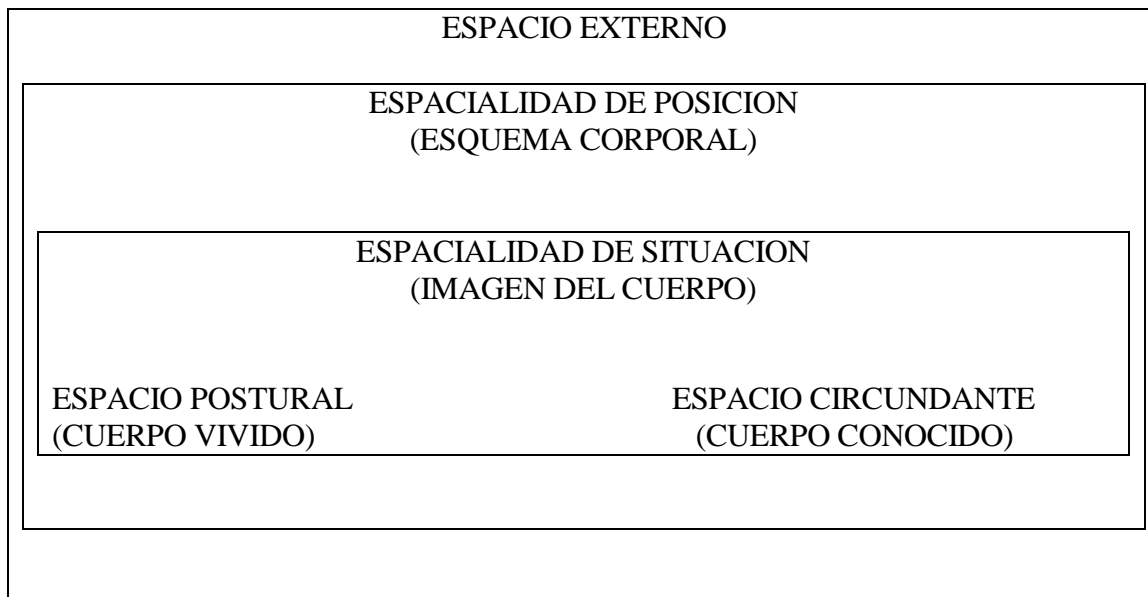 ESPACIO EXTERNO
ESPACIALIDAD DE POSICION
(ESQUEMA CORPORAL)
ESPACIALIDAD DE SITUACION
(IMAGEN DEL CUERPO)
ESPACIO POSTURAL ESPACIO CIRCUNDANTE
(CUERPO VIVIDO) (CUERPO CONOCIDO)